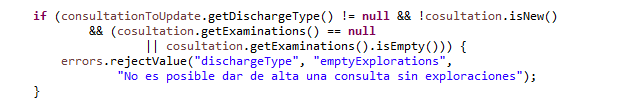 if (consultationToUpdate.getDischargeType() != null && !cosultation.isNew()
&& (cosultation.getExaminations() == null
|| cosultation.getExaminations().isEmpty())) {
errors.rejectValue("dischargeType", "emptyExplorations",
"No es posible dar de alta una consulta sin exploraciones");
}